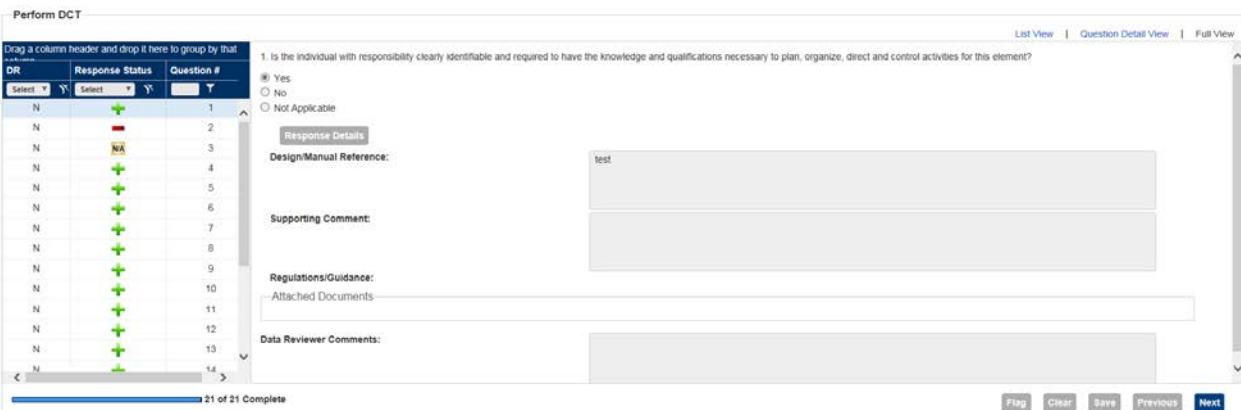 Perform DCT
List View | Question Detail View | Full View
Drag a column header and drop it here to group by that
column
DR Response Status Question #
Select Select
N 1
N 2
N N/A 3
N 4
N 5
N 6
N 7
N 8
N 9
N 10
N 11
N 12
N 13
N 14
1. Is the individual with responsibility clearly identifiable and required to have the knowledge and qualifications necessary to plan, organize, direct and control activities for this element?
Yes
No
Not Applicable
Response Details
Design/Manual Reference:
test
Supporting Comment:
Regulations/Guidance:
Attached Documents
Data Reviewer Comments:
21 of 21 Complete
Flag Clear Save Previous Next